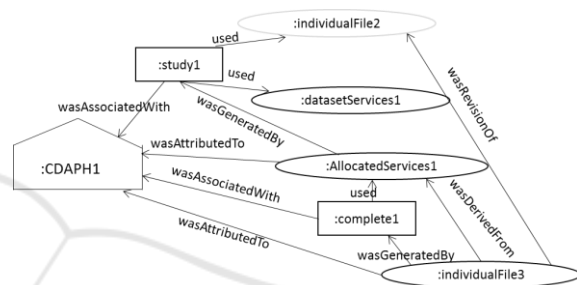 :individualFile2
used
:study1
used
wasRevisionOf
:datasetServices1
wasAssociatedWith
wasGeneratedBy
wasAttributedTo
:CDAPH1
:AllocatedServices1
wasAssociatedWith
used
:complete1
wasDerivedFrom
wasAttributedTo
wasGeneratedBy
:individualFile3